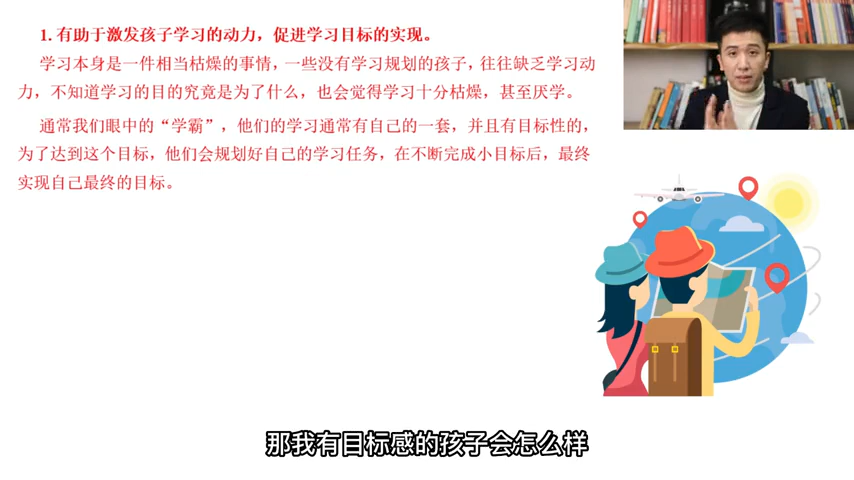 1. 有助于激发孩子学习的动力，促进学习目标的实现。
学习本身是一件相当枯燥的事情，一些没有学习规划的孩子，往往缺乏学习动
力，不知道学习的目的究竟是为了什么，也会觉得学习十分枯燥，甚至厌学。
通常我们眼中的“学霸”，他们的学习通常有自己的一套，并且有目标性的，
为了达到这个目标，他们会规划好自己的学习任务，在不断完成小目标后，最终
实现自己最终的目标。
那我有目标感的孩子会怎么样